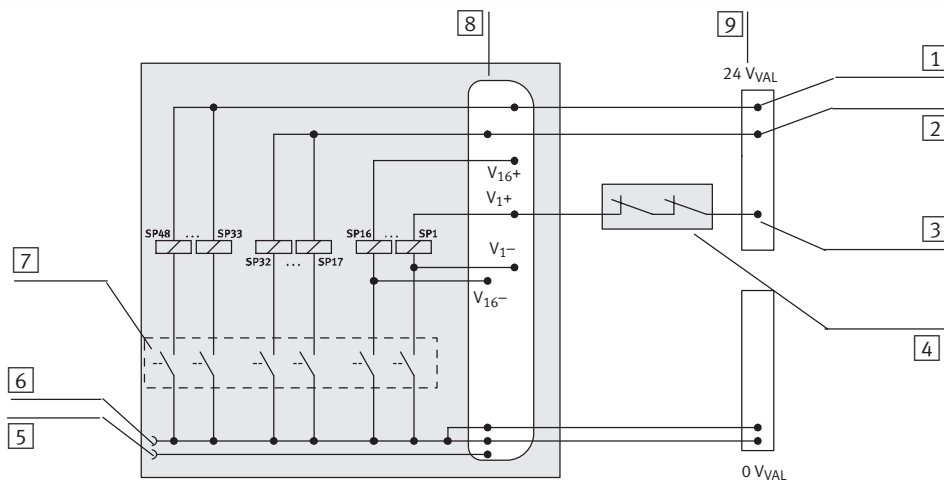 8
9
24 VVAL
1
2
V16+
V1+
SP48 ... SP33
SP16 ... SP1
3
SP32 ... SP17
V1–
7
V16–
4
6
5
0 VVAL